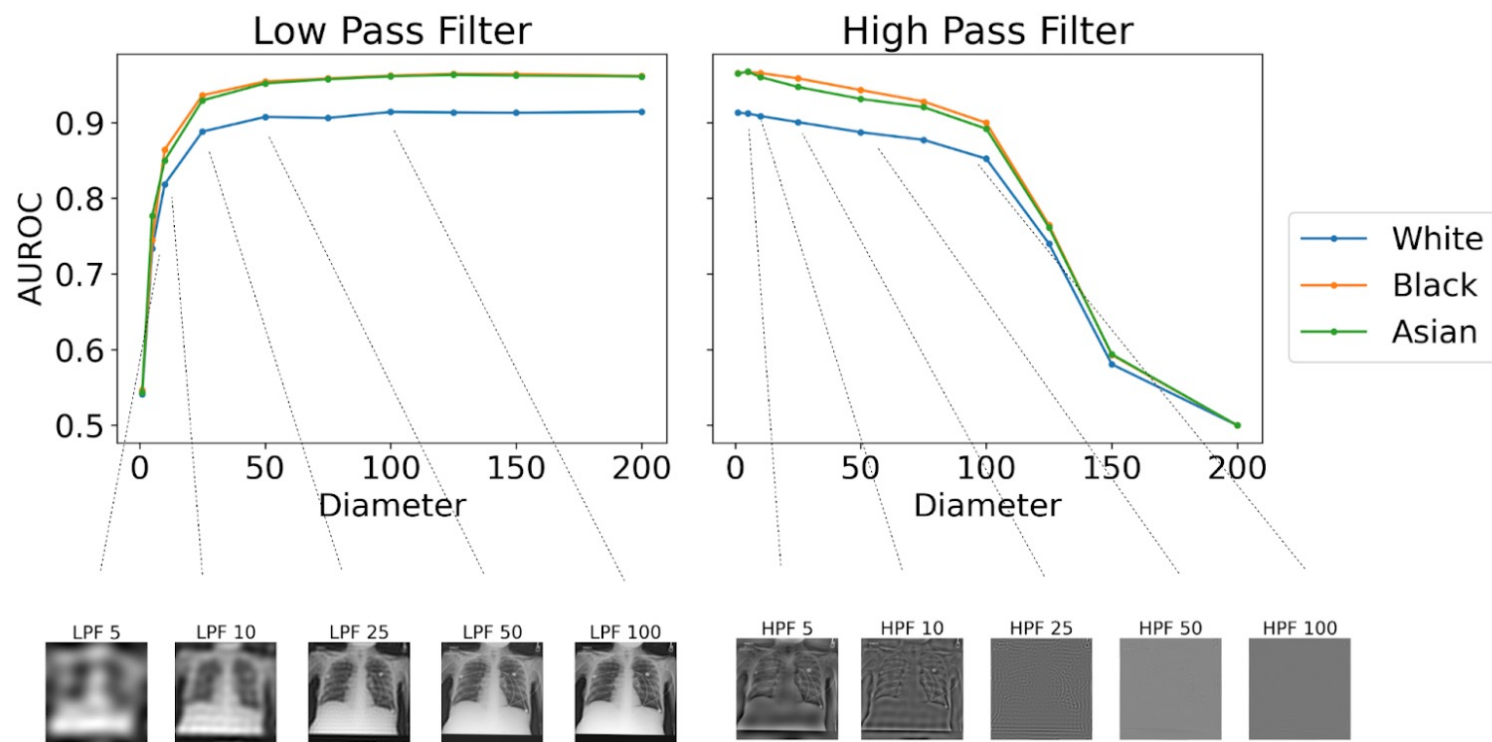 Low Pass Filter
High Pass Filter
AUROC
0.9
0.8
0.7
0.6
0.5
0 50 100 150 200
Diameter
0 50 100 150 200
Diameter
White
Black
Asian
LPF 5 LPF 10 LPF 25 LPF 50 LPF 100
HPF 5 HPF 10 HPF 25 HPF 50 HPF 100